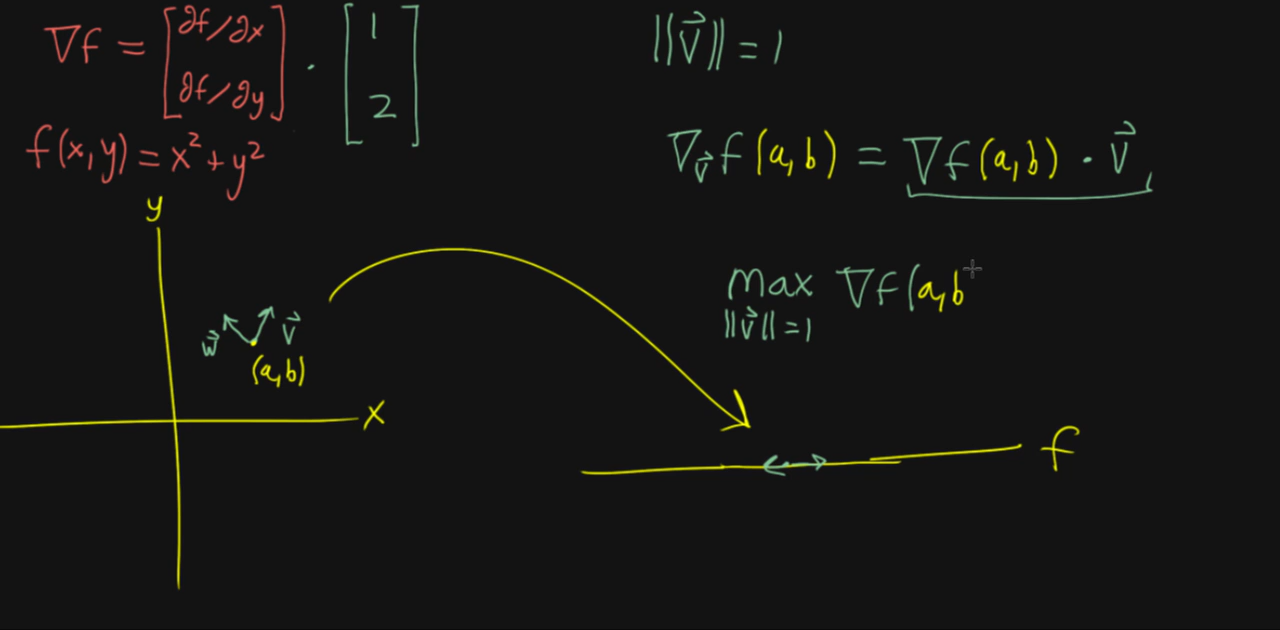 ∇f = [∂f/∂x ∂f/∂y] · [1 2]
f(x,y) = x² + y²
||v⃗|| = 1
∇v⃗ f(a,b) = ∇f(a,b) · v⃗
max ∇f(a,b
||v⃗|| = 1
y
w⃗ v⃗
(a,b)
x
f